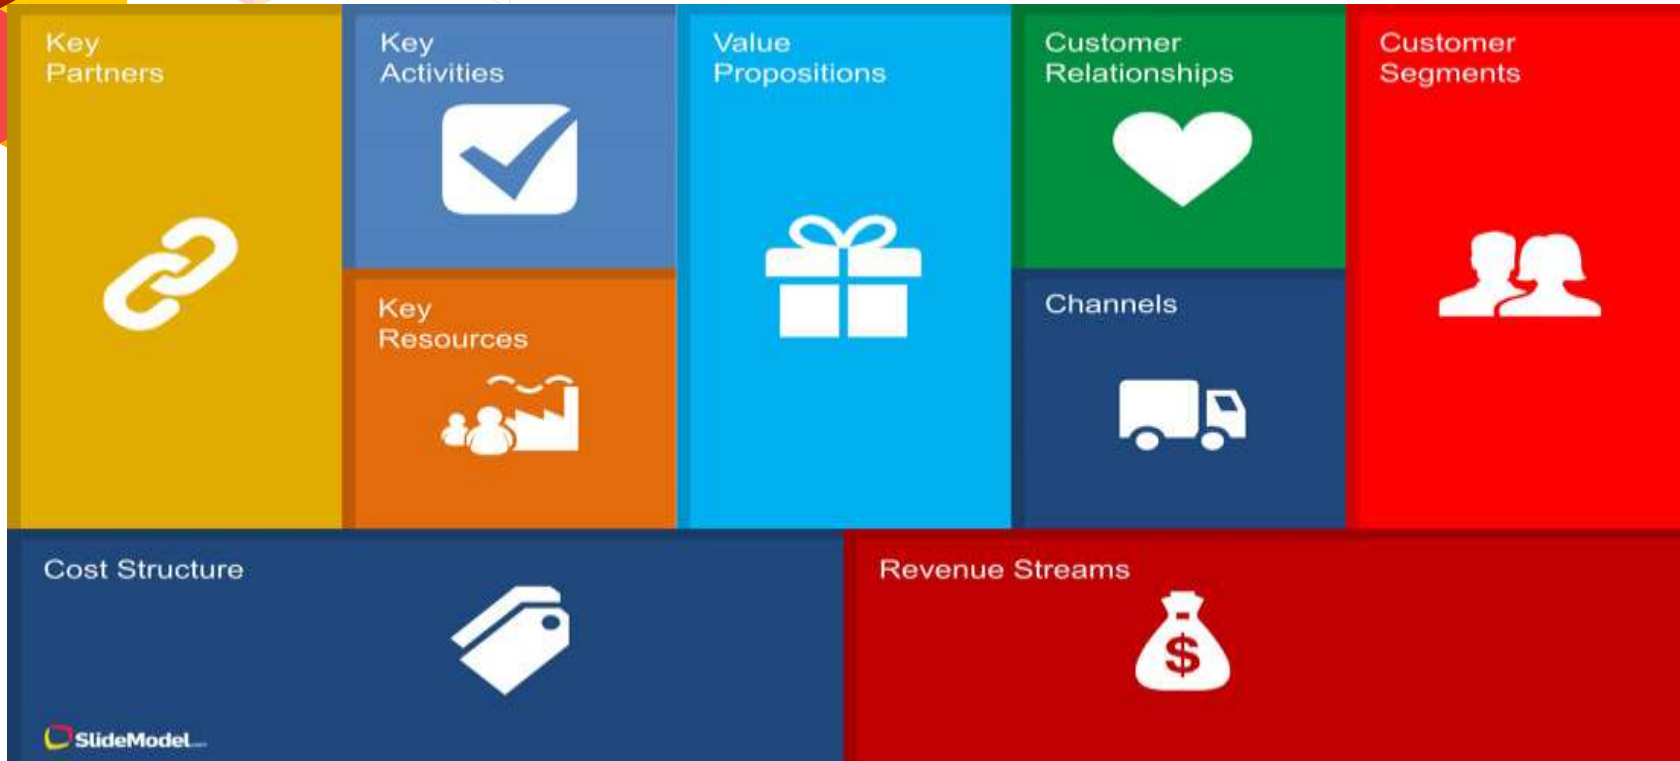 Key
Partners
Key
Activities
Value
Propositions
Customer
Relationships
Customer
Segments
Key
Resources
Channels
Cost Structure
Revenue Streams
$
SlideModel